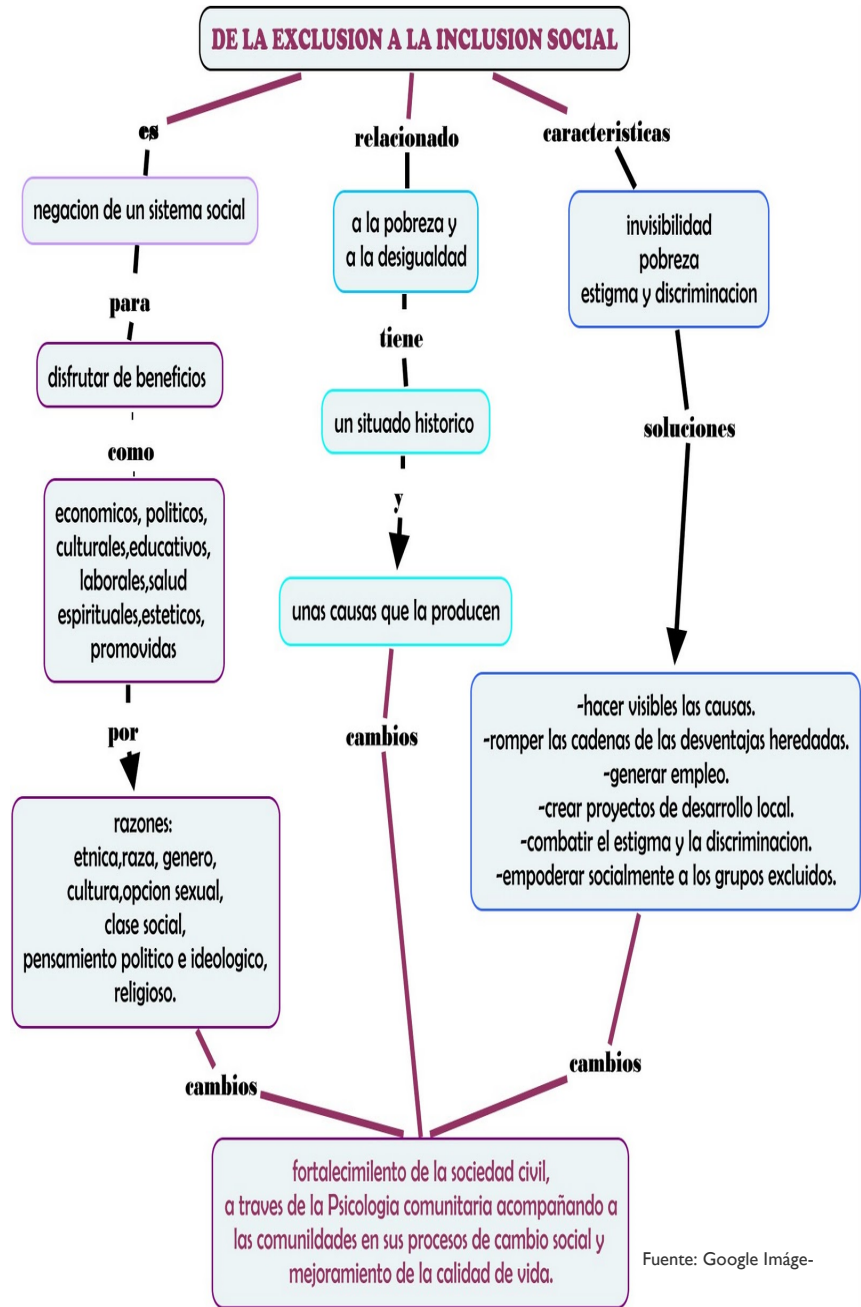 DE LA EXCLUSION A LA INCLUSION SOCIAL
es
negacion de un sistema social
para
disfrutar de beneficios
como
economicos, politicos,
culturales,educativos,
laborales,salud
espirituales,esteticos,
promovidas
por
razones:
etnica,raza, genero,
cultura,opcion sexual,
clase social,
pensamiento politico e ideologico,
religioso.
cambios
relacionado
a la pobreza y
a la desigualdad
tiene
un situado historico
y
unas causas que la producen
cambios
caracteristicas
invisibilidad
pobreza
estigma y discriminacion
soluciones
-hacer visibles las causas.
-romper las cadenas de las desventajas heredadas.
-generar empleo.
-crear proyectos de desarrollo local.
-combatir el estigma y la discriminacion.
-empoderar socialmente a los grupos excluidos.
cambios
fortalecimilento de la sociedad civil,
a traves de la Psicologia comunitaria acompañando a
las comunildades en sus procesos de cambio social y
mejoramiento de la calidad de vida.
Fuente: Google Imáge-